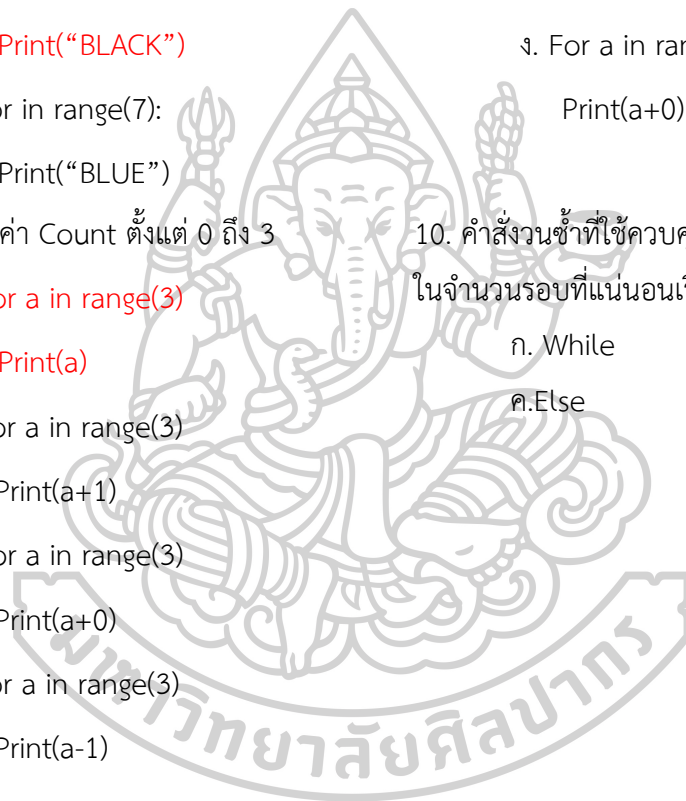 Print(“BLACK”)
or in range(7):
Print(“BLUE”)
ค่า Count ตั้งแต่ 0 ถึง 3
or a in range(3)
Print(a)
or a in range(3)
Print(a+1)
or a in range(3)
Print(a+0)
or a in range(3)
Print(a-1)
ง. For a in ran
Print(a+0)
10. คำสั่งวนซ้ำที่ใช้ควบค
ในจำนวนรอบที่แน่นอนเรี
ก. While
ค.Else
มหาวิทยาลัยศิลปากร